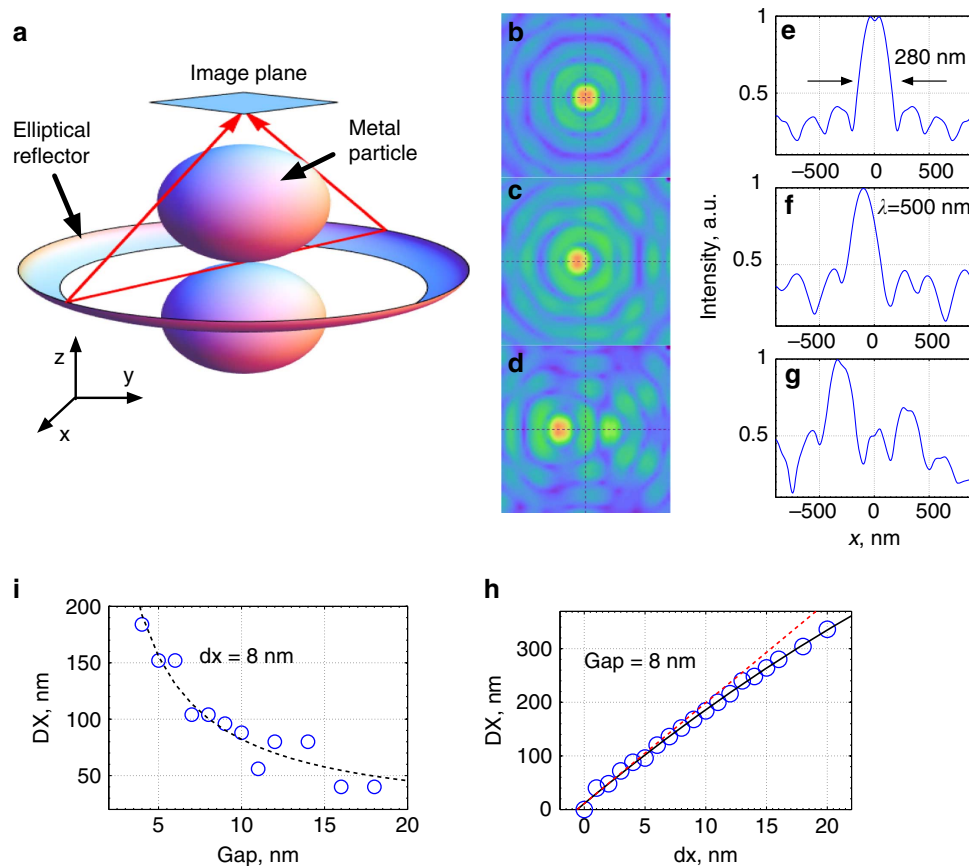 a
Image plane
Elliptical
reflector
Metal
particle
z
y
x
b
c
d
e
1
0.5
280 nm
–500
0
500
f
1
λ=500 nm
0.5
–500
0
500
g
1
0.5
–500
0
500
Intensity, a.u.
x, nm
i
200
150
100
50
dx = 8 nm
5
10
15
20
DX, nm
Gap, nm
h
300
200
100
0
Gap = 8 nm
0
5
10
15
20
DX, nm
dx, nm